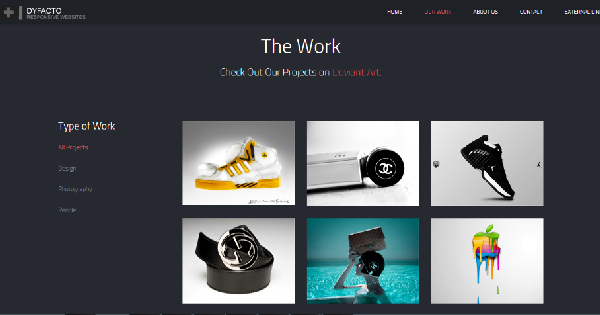 DYFACTO
RESPONSIVE WEBSITES
HOME
OUR WORK
ABOUT US
CONTACT
EXTERNAL LIN
The Work
Check Out Our Projects on Deviant Art.
Type of Work
All Projects
Design
Photography
People